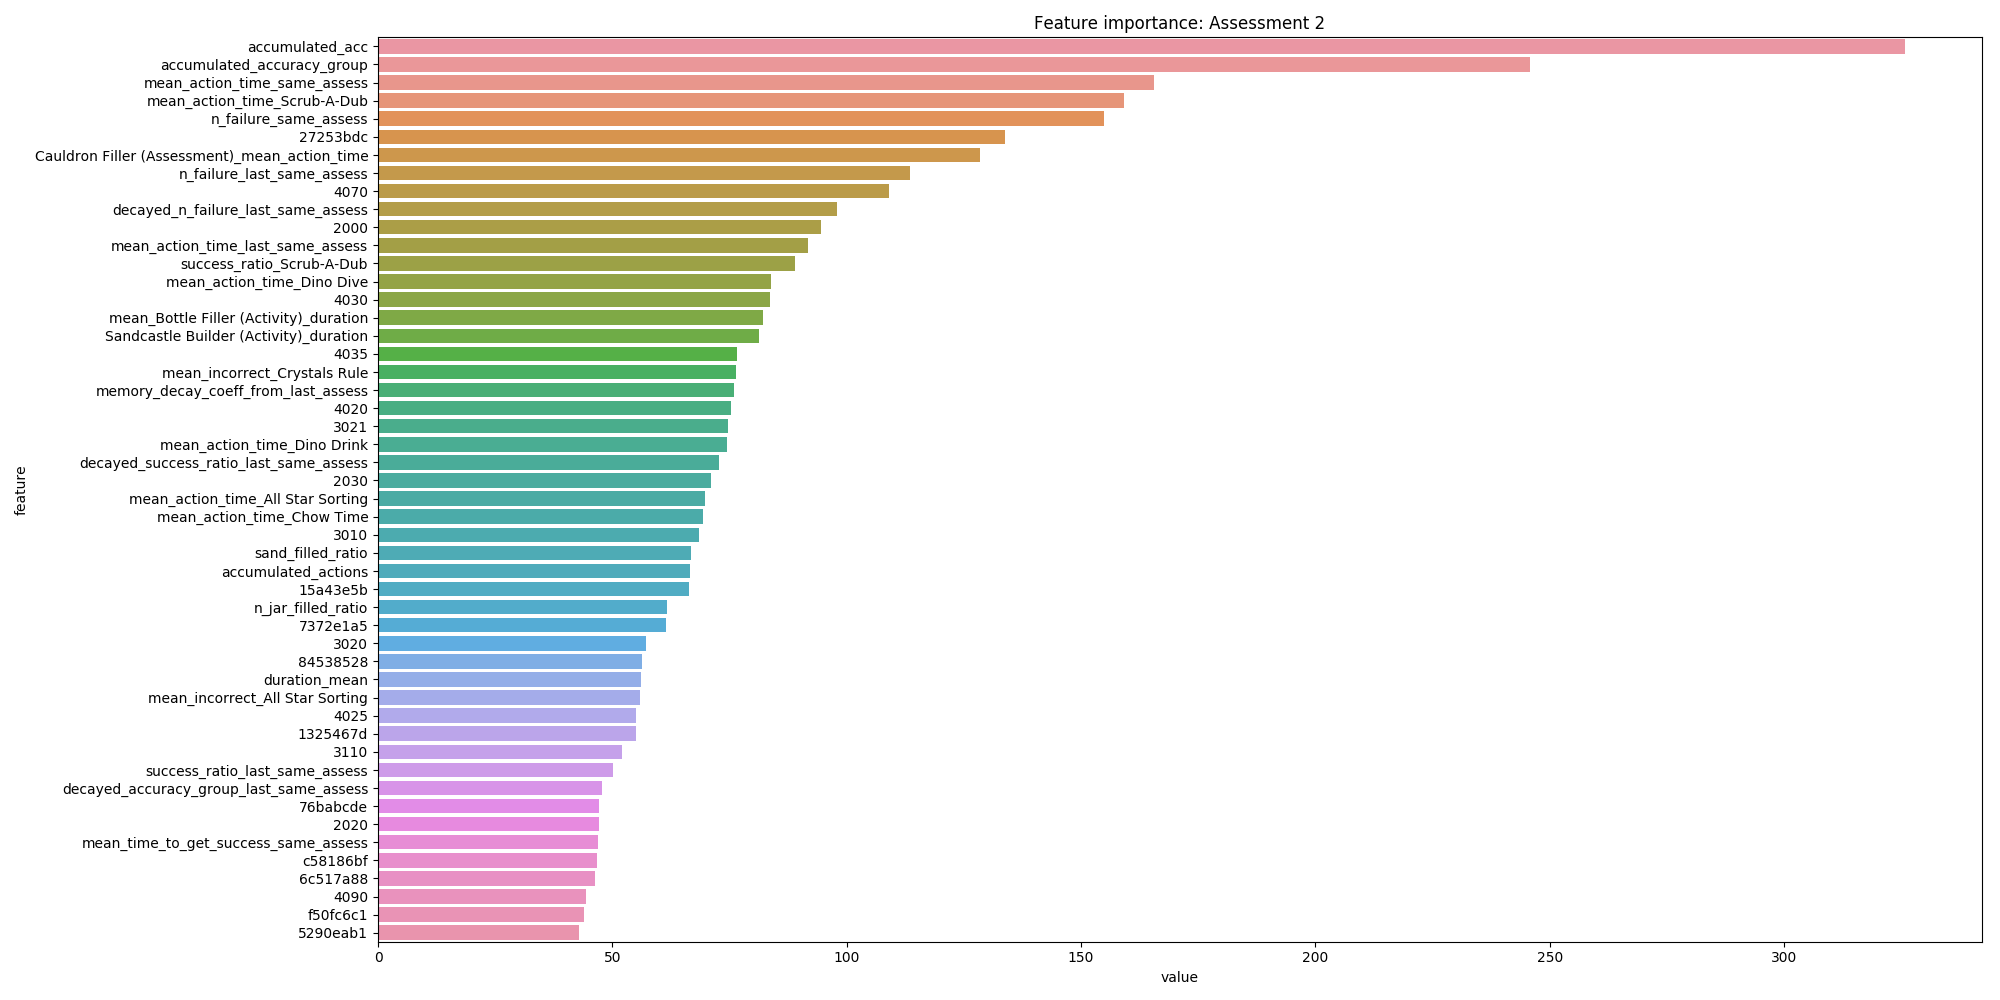 Feature importance: Assessment 2
accumulated_acc
accumulated_accuracy_group
mean_action_time_same_assess
mean_action_time_Scrub-A-Dub
n_failure_same_assess
27253bdc
Cauldron Filler (Assessment)_mean_action_time
n_failure_last_same_assess
4070
decayed_n_failure_last_same_assess
2000
mean_action_time_last_same_assess
success_ratio_Scrub-A-Dub
mean_action_time_Dino Dive
4030
mean_Bottle Filler (Activity)_duration
Sandcastle Builder (Activity)_duration
4035
mean_incorrect_Crystals Rule
memory_decay_coeff_from_last_assess
4020
3021
mean_action_time_Dino Drink
decayed_success_ratio_last_same_assess
2030
mean_action_time_All Star Sorting
mean_action_time_Chow Time
3010
sand_filled_ratio
accumulated_actions
15a43e5b
n_jar_filled_ratio
7372e1a5
3020
84538528
duration_mean
mean_incorrect_All Star Sorting
4025
1325467d
3110
success_ratio_last_same_assess
decayed_accuracy_group_last_same_assess
76babcde
2020
mean_time_to_get_success_same_assess
c58186bf
6c517a88
4090
f50fc6c1
5290eab1
feature
0 50 100 150 200 250 300
value